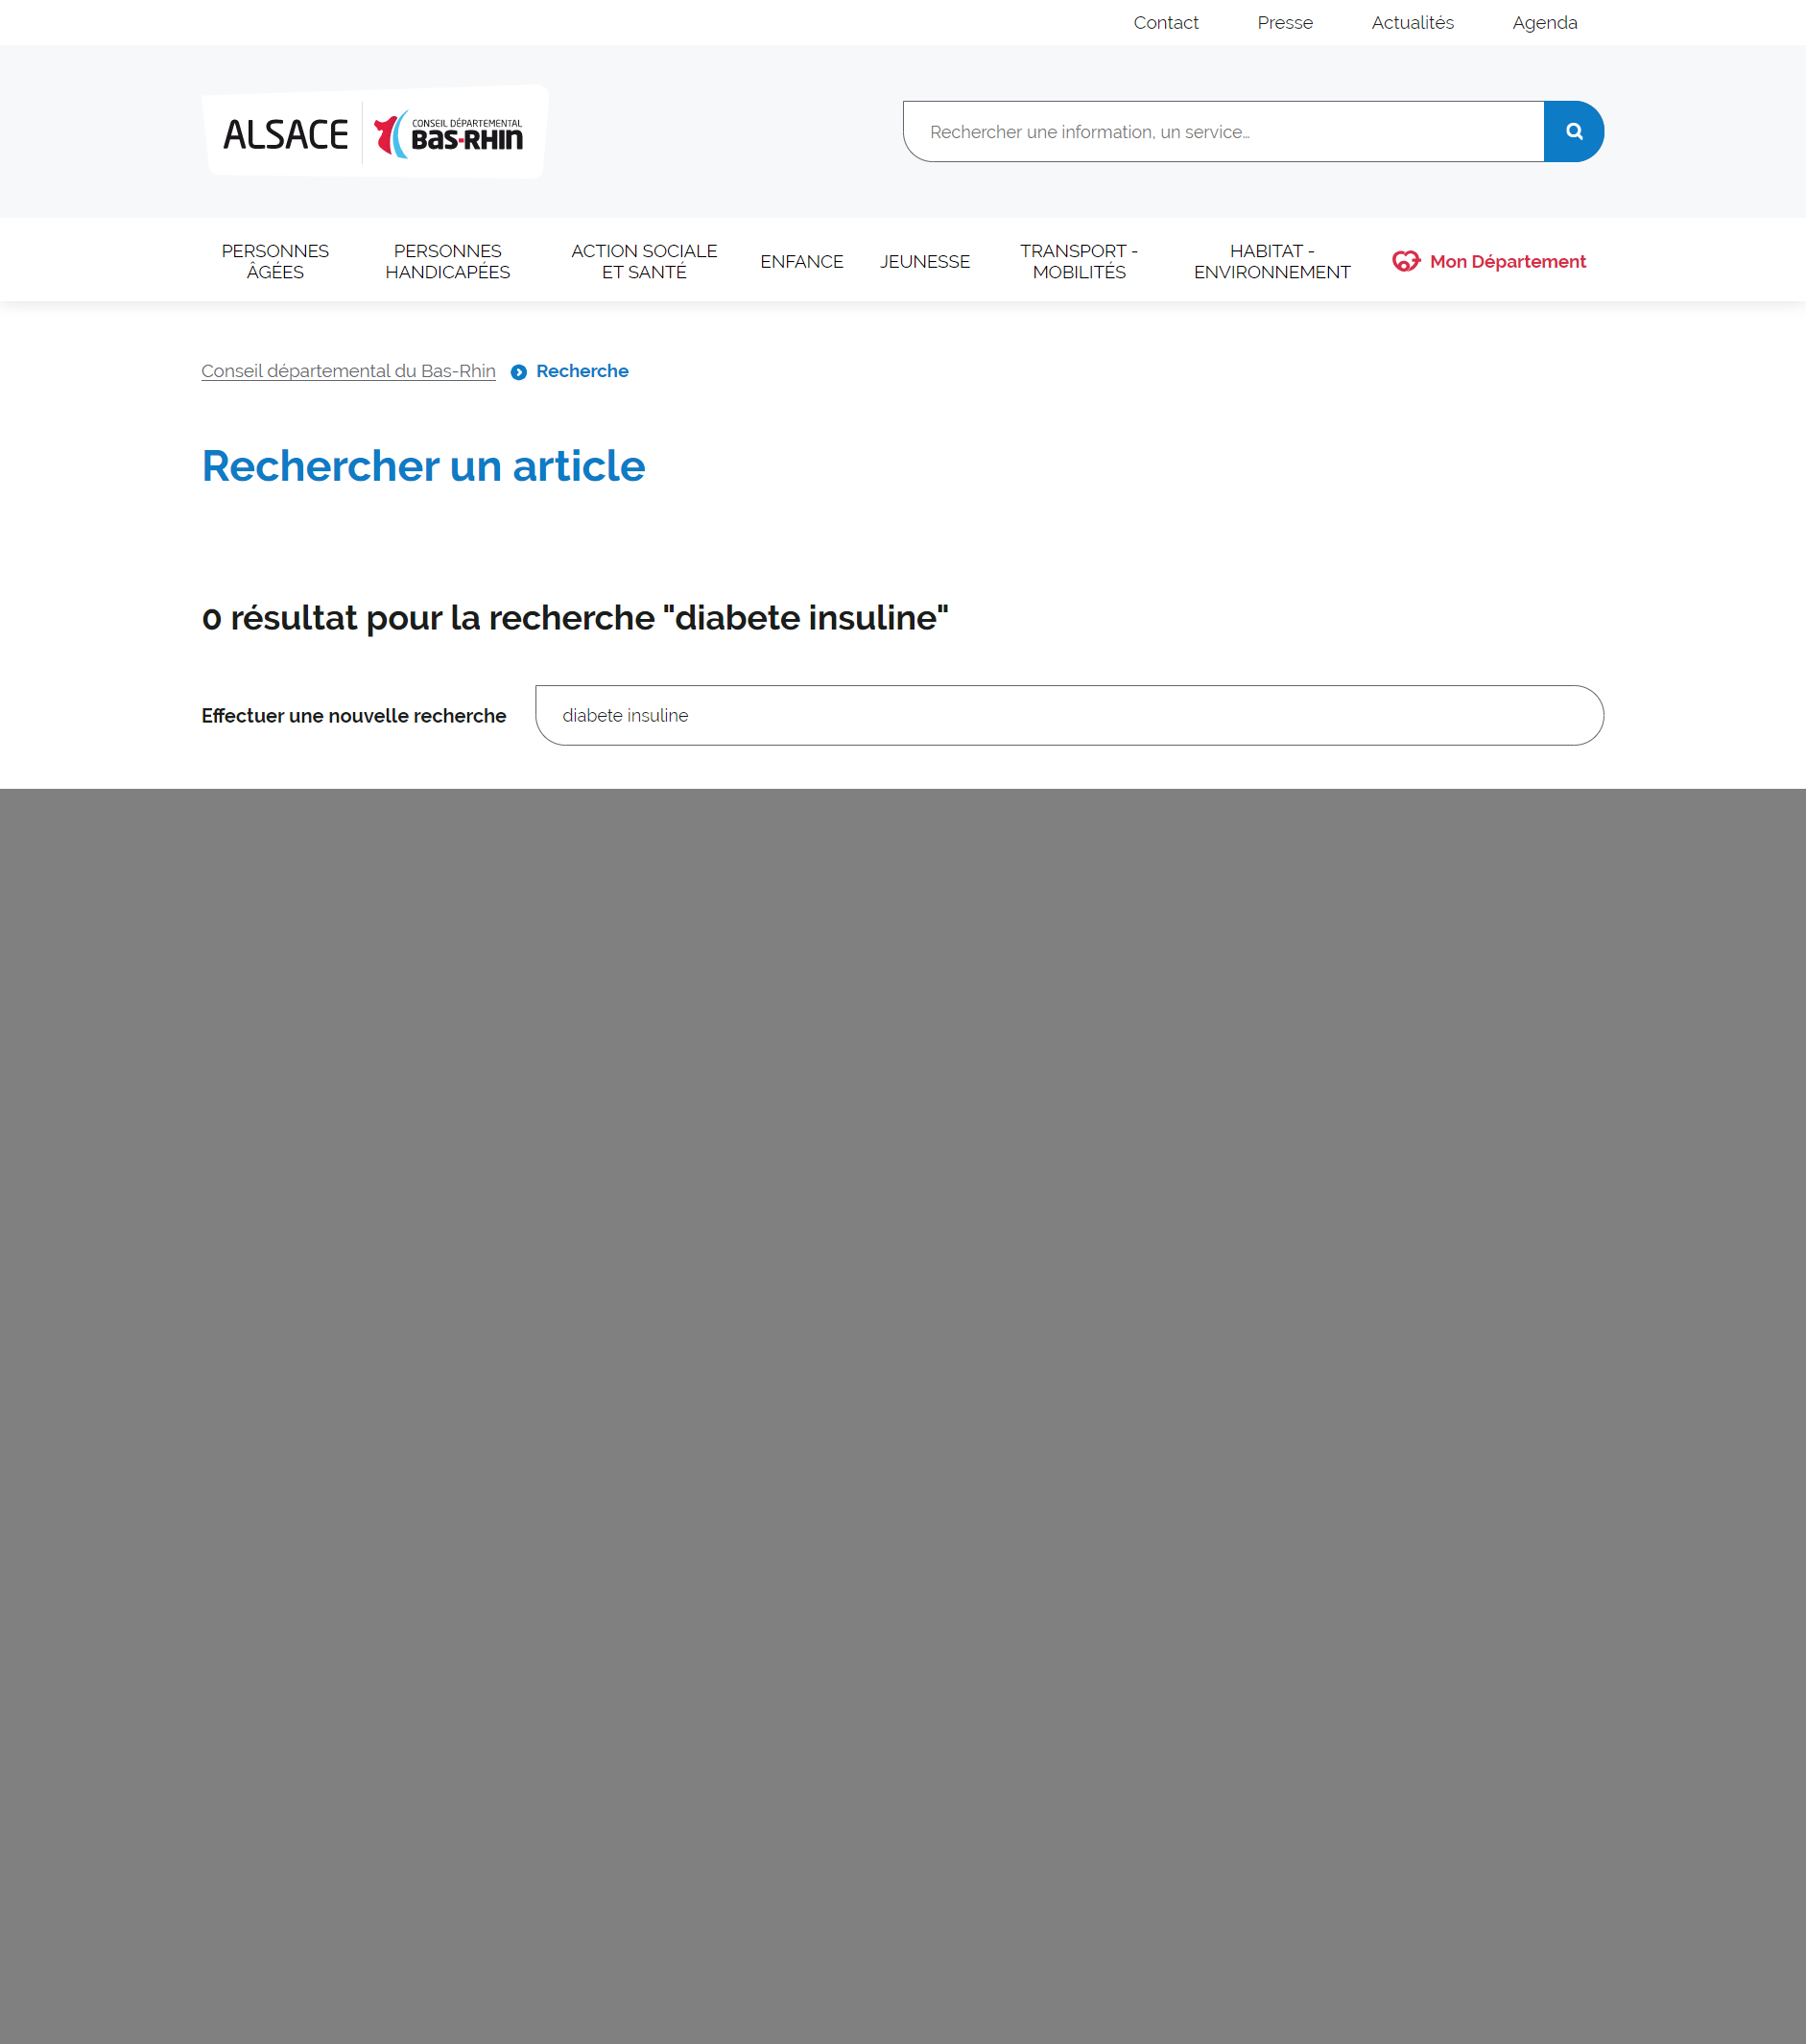 Contact Presse Actualités Agenda
ALSACE
CONSEIL DÉPARTEMENTAL
Bas-Rhin
Rechercher une information, un service...
PERSONNES
ÂGÉES
PERSONNES
HANDICAPÉES
ACTION SOCIALE
ET SANTÉ
ENFANCE
JEUNESSE
TRANSPORT -
MOBILITÉS
HABITAT -
ENVIRONNEMENT
Mon Département
Conseil départemental du Bas-Rhin Recherche
Rechercher un article
0 résultat pour la recherche "diabete insuline"
Effectuer une nouvelle recherche diabete insuline